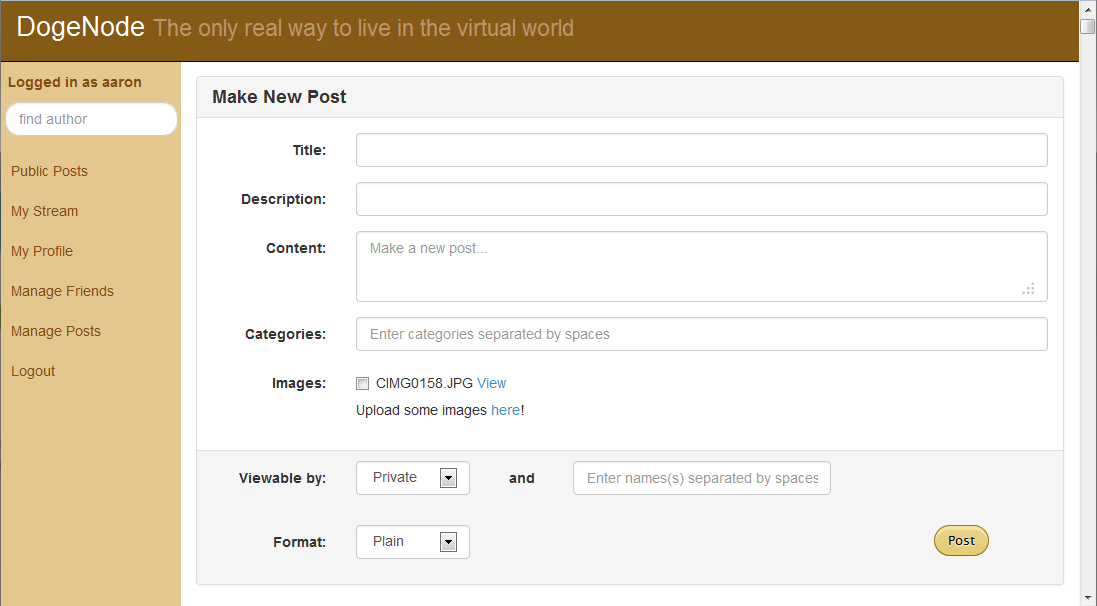 DogeNode The only real way to live in the virtual world
Logged in as aaron
find author
Public Posts
My Stream
My Profile
Manage Friends
Manage Posts
Logout
Make New Post
Title:
Description:
Content: Make a new post...
Categories: Enter categories separated by spaces
Images: CIMG0158.JPG View
Upload some images here!
Viewable by: Private and Enter names(s) separated by spaces
Format: Plain Post